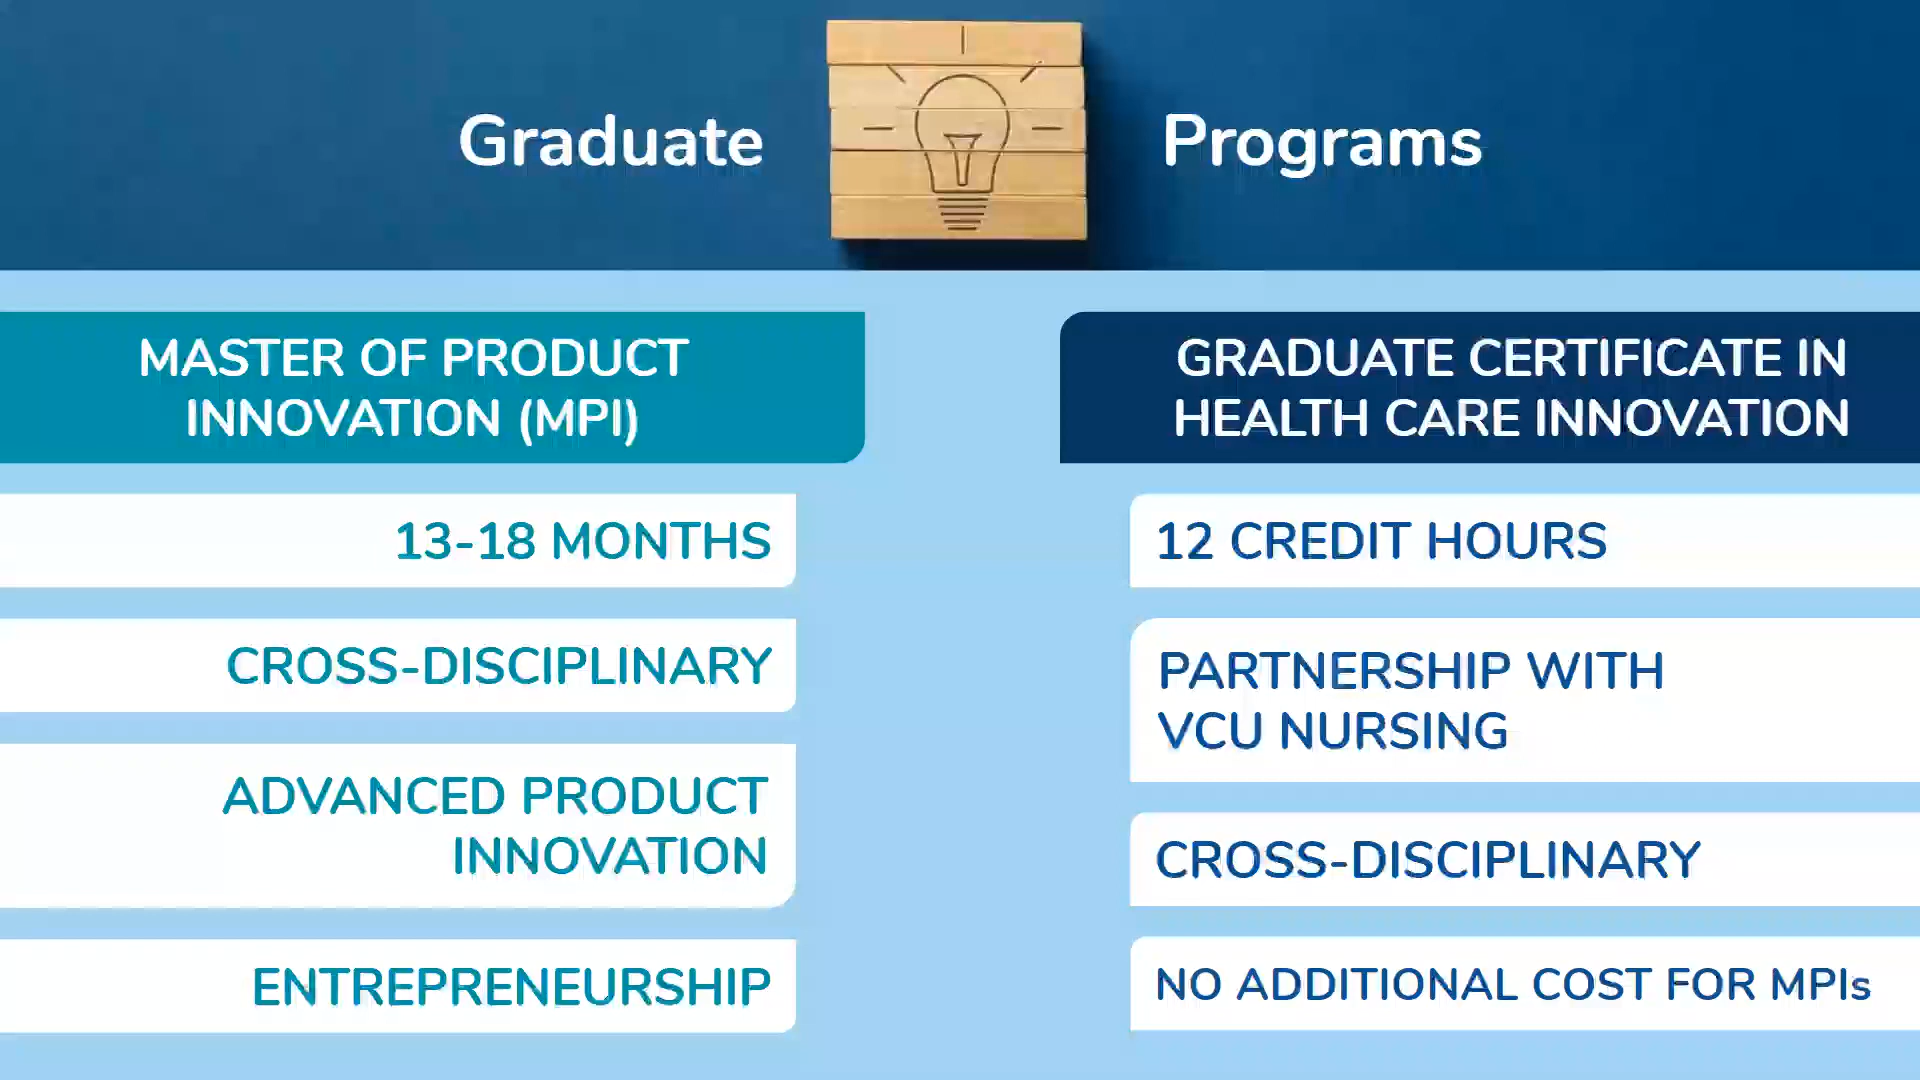 Graduate Programs
MASTER OF PRODUCT
INNOVATION (MPI)
13-18 MONTHS
CROSS-DISCIPLINARY
ADVANCED PRODUCT
INNOVATION
ENTREPRENEURSHIP
GRADUATE CERTIFICATE IN
HEALTH CARE INNOVATION
12 CREDIT HOURS
PARTNERSHIP WITH
VCU NURSING
CROSS-DISCIPLINARY
NO ADDITIONAL COST FOR MPIs